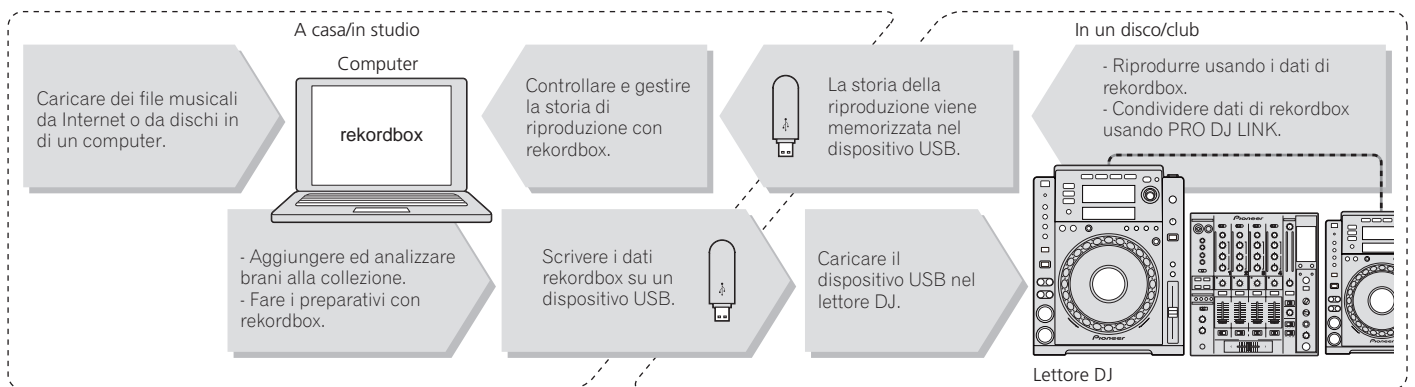 A casa/in studio
In un disco/club
Caricare dei file musicali
da Internet o da dischi in
di un computer.
Computer
rekordbox
Controllare e gestire
la storia di
riproduzione con
rekordbox.
La storia della
riproduzione viene
memorizzata nel
dispositivo USB.
- Riprodurre usando i dati di
rekordbox.
- Condividere dati di rekordbox
usando PRO DJ LINK.
- Aggiungere ed analizzare
brani alla collezione.
- Fare i preparativi con
rekordbox.
Scrivere i dati
rekordbox su un
dispositivo USB.
Caricare il
dispositivo USB nel
lettore DJ.
Pioneer
Pioneer
Lettore DJ